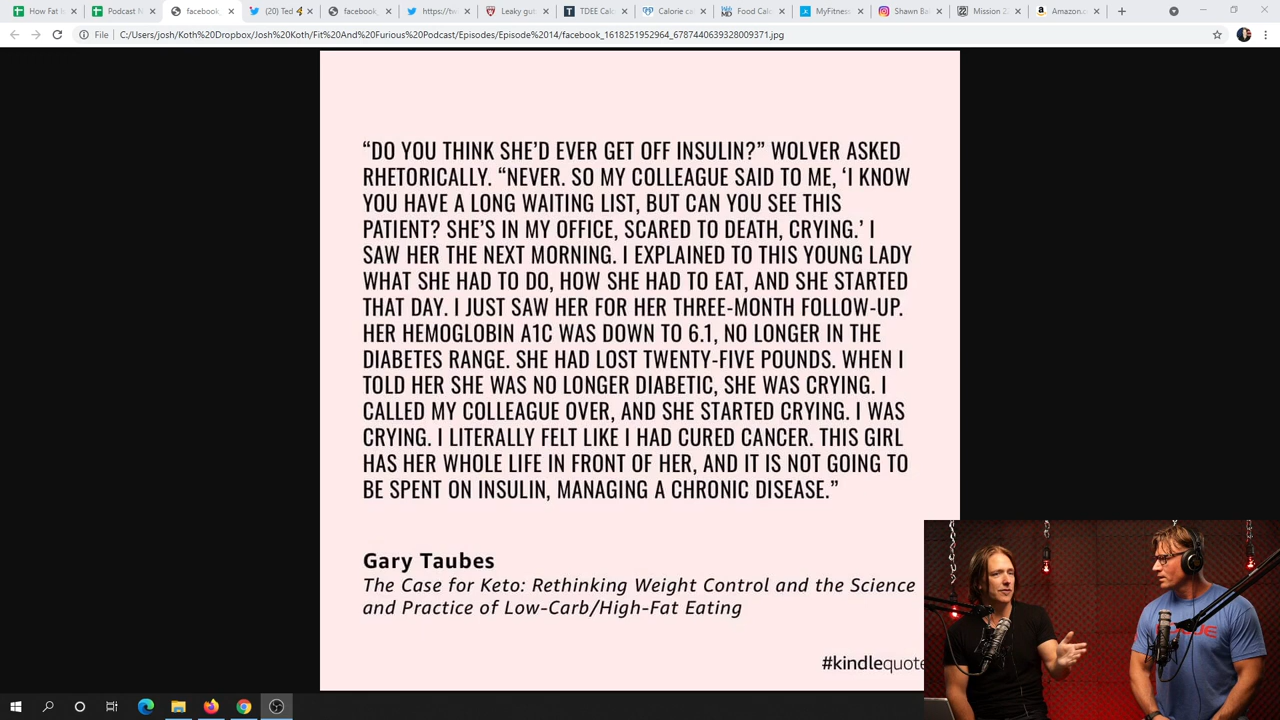 How Fat I
Podcast N
facebook_
(20) Ted
facebook_
https://tw
Leaky gut
TDEE Calc
Calorie ca
Food Calo
MyFitness
Shawn Ba
Mission 2
Amazon.c
File | C:/Users/josh/Koth%20Dropbox/Josh%20Koth/Fit%20And%20Furious%20Podcast/Episodes/Episode%2014/facebook_1618251952964_6787440639328009371.jpg
“DO YOU THINK SHE’D EVER GET OFF INSULIN?” WOLVER ASKED
RHETORICALLY. “NEVER. SO MY COLLEAGUE SAID TO ME, ‘I KNOW
YOU HAVE A LONG WAITING LIST, BUT CAN YOU SEE THIS
PATIENT? SHE’S IN MY OFFICE, SCARED TO DEATH, CRYING.’ I
SAW HER THE NEXT MORNING. I EXPLAINED TO THIS YOUNG LADY
WHAT SHE HAD TO DO, HOW SHE HAD TO EAT, AND SHE STARTED
THAT DAY. I JUST SAW HER FOR HER THREE-MONTH FOLLOW-UP.
HER HEMOGLOBIN A1C WAS DOWN TO 6.1, NO LONGER IN THE
DIABETES RANGE. SHE HAD LOST TWENTY-FIVE POUNDS. WHEN I
TOLD HER SHE WAS NO LONGER DIABETIC, SHE WAS CRYING. I
CALLED MY COLLEAGUE OVER, AND SHE STARTED CRYING. I WAS
CRYING. I LITERALLY FELT LIKE I HAD CURED CANCER. THIS GIRL
HAS HER WHOLE LIFE IN FRONT OF HER, AND IT IS NOT GOING TO
BE SPENT ON INSULIN, MANAGING A CHRONIC DISEASE.”
Gary Taubes
The Case for Keto: Rethinking Weight Control and the Science
and Practice of Low-Carb/High-Fat Eating
#kindlequote